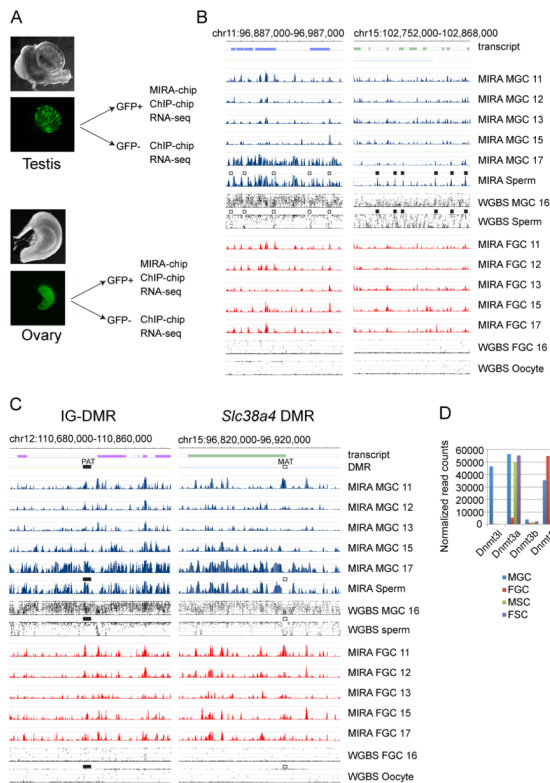 A
MIRA-chip
GFP+ ChIP-chip
RNA-seq
GFP- ChIP-chip
RNA-seq
Testis
MIRA-chip
GFP+ ChIP-chip
RNA-seq
GFP- ChIP-chip
RNA-seq
Ovary
B
chr11:96,887,000-96,987,000 chr15:102,752,000-102,868,000
transcript
MIRA MGC 11
MIRA MGC 12
MIRA MGC 13
MIRA MGC 15
MIRA MGC 17
MIRA Sperm
WGBS MGC 16
WGBS Sperm
MIRA FGC 11
MIRA FGC 12
MIRA FGC 13
MIRA FGC 15
MIRA FGC 17
WGBS FGC 16
WGBS Oocyte
C
IG-DMR Slc38a4 DMR
chr12:110,680,000-110,860,000 chr15:96,820,000-96,920,000
transcript
PAT MAT DMR
MIRA MGC 11
MIRA MGC 12
MIRA MGC 13
MIRA MGC 15
MIRA MGC 17
MIRA Sperm
WGBS MGC 16
WGBS sperm
MIRA FGC 11
MIRA FGC 12
MIRA FGC 13
MIRA FGC 15
MIRA FGC 17
WGBS FGC 16
WGBS Oocyte
D
Normalized read counts
60000
50000
40000
30000
20000
10000
0
Dnmt3l
Dnmt3a
Dnmt3b
MGC
FGC
MSC
FSC